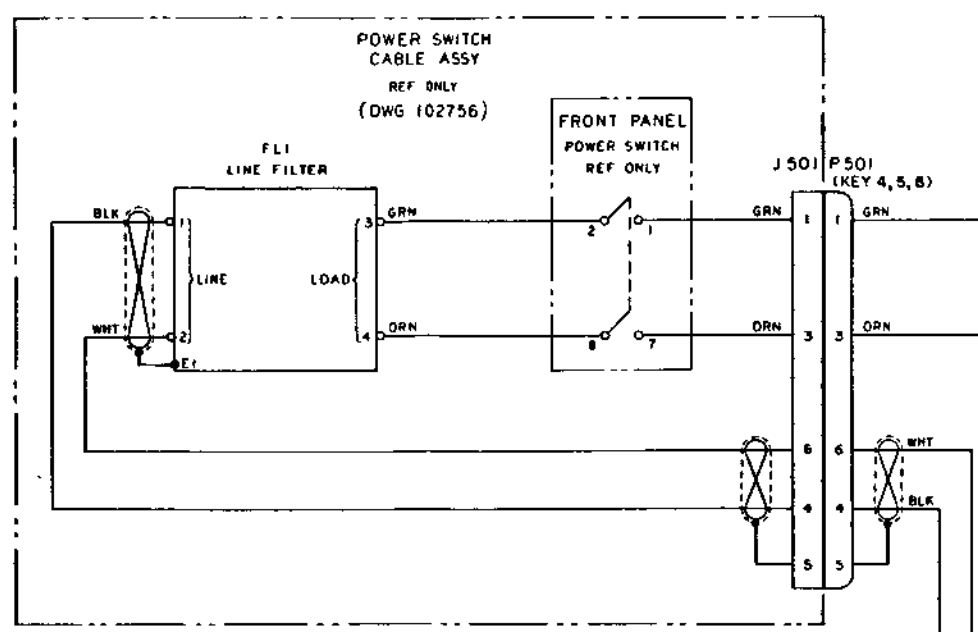 POWER SWITCH
CABLE ASSY
REF ONLY
(DWG 102756)
FL1
LINE FILTER
FRONT PANEL
POWER SWITCH
REF ONLY
J501 P501
(KEY 4,5,6)
BLK 1 3 GRN 2 1 GRN 1 1 GRN
LINE LOAD
WHT 2 4 ORN 8 7 ORN 3 3 ORN
E1
6 6 WHT
4 4 BLK
5 5